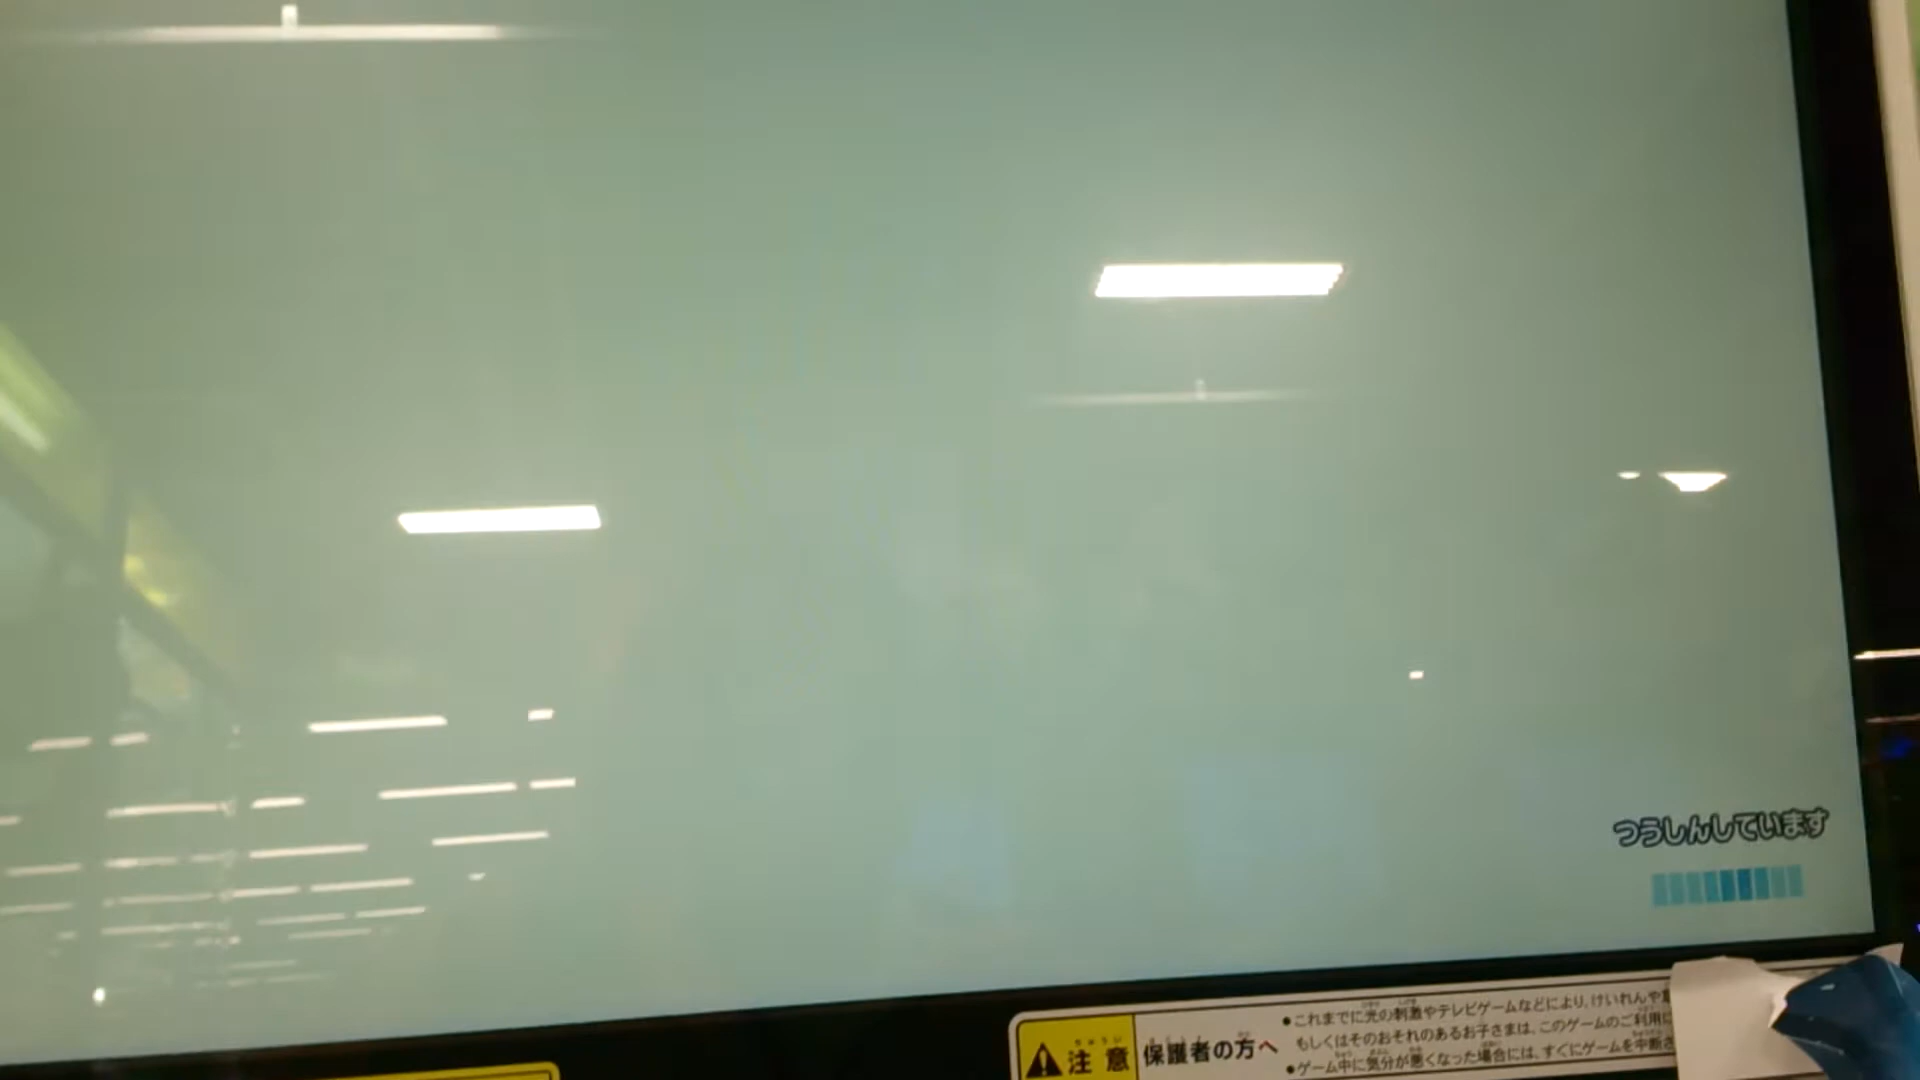 つうしんしています
注意
保護者の方へ
●これまでに光の刺激やテレビゲームなどにより、けいれんや
もしくはそのおそれのあるお子さまは、このゲームのご利用に
●ゲーム中に気分が悪くなった場合には、すぐにゲームを中断さ